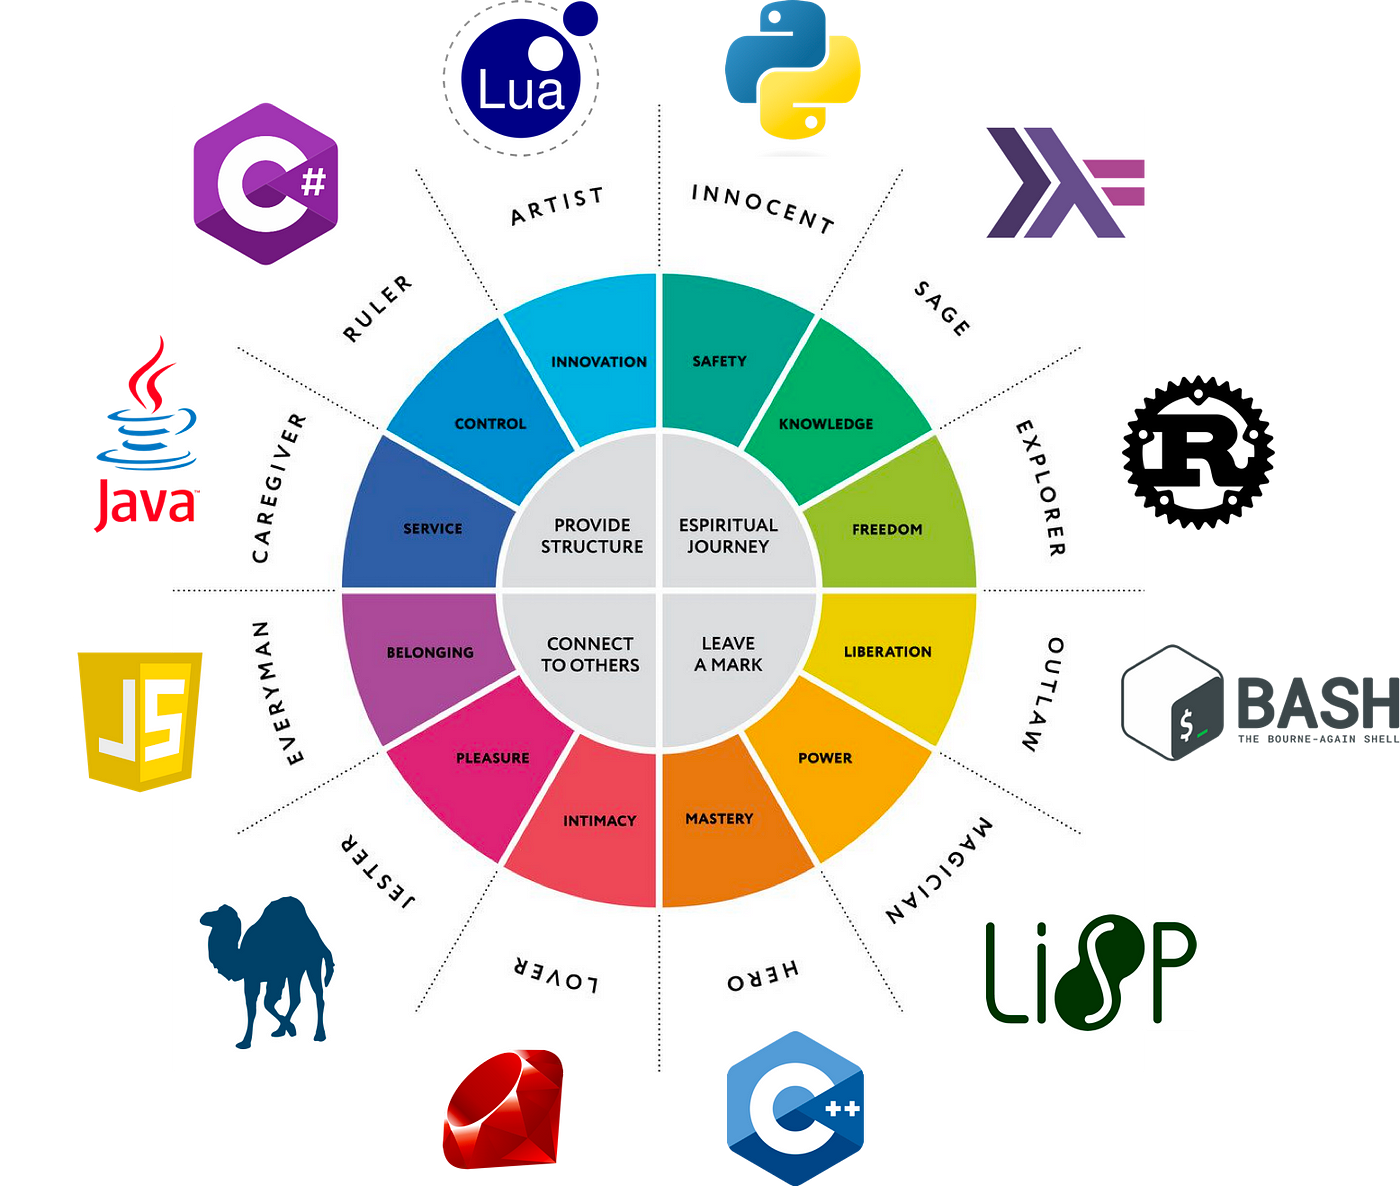 Lua
C#
ARTIST
INNOCENT
RULER
SAGE
INNOVATION
SAFETY
CONTROL
KNOWLEDGE
Java™
CAREGIVER
EXPLORER
R
SERVICE
FREEDOM
PROVIDE
STRUCTURE
ESPIRITUAL
JOURNEY
CONNECT
TO OTHERS
LEAVE
A MARK
BELONGING
LIBERATION
JS
EVERYMAN
OUTLAW
$_
BASH
THE BOURNE-AGAIN SHELL
PLEASURE
POWER
INTIMACY
MASTERY
JESTER
MAGICIAN
LiSP
LOVER
HERO
C++